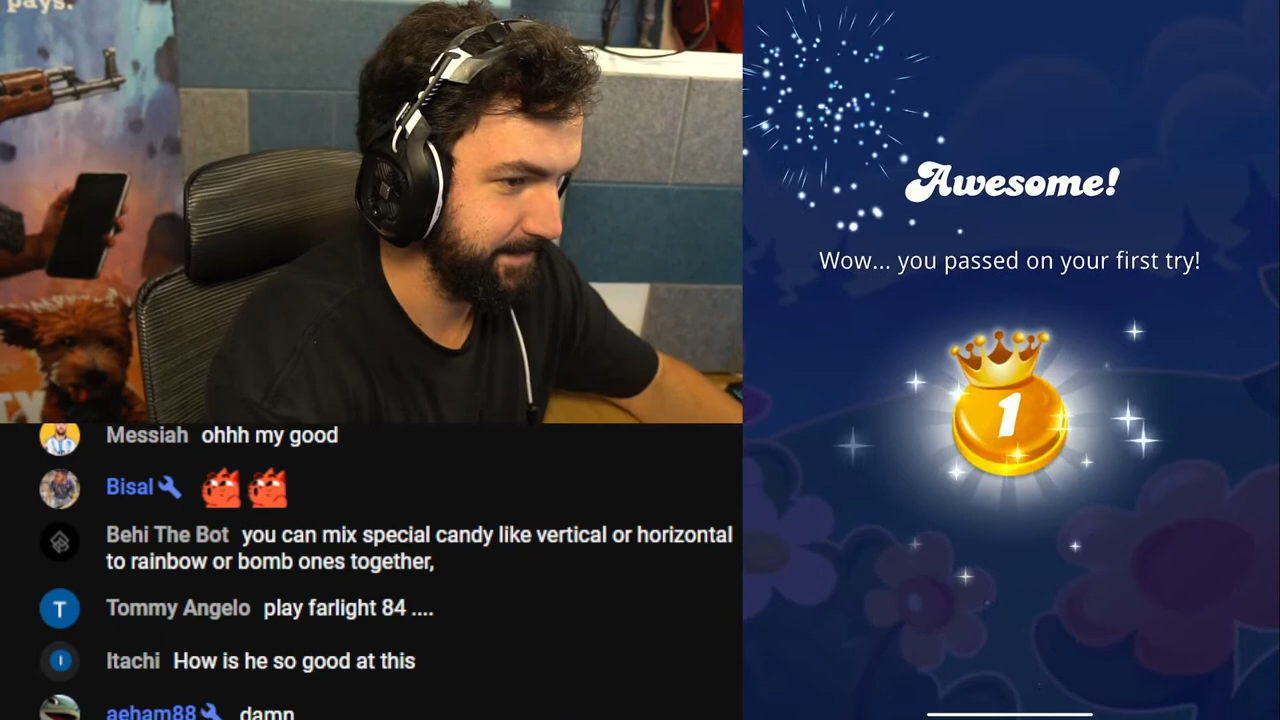 pays.
TY
Awesome!
Wow... you passed on your first try!
1
Messiah ohhh my good
Bisal
Behi The Bot you can mix special candy like vertical or horizontal
to rainbow or bomb ones together,
T Tommy Angelo play farlight 84 ....
I Itachi How is he so good at this
aeham88 damn